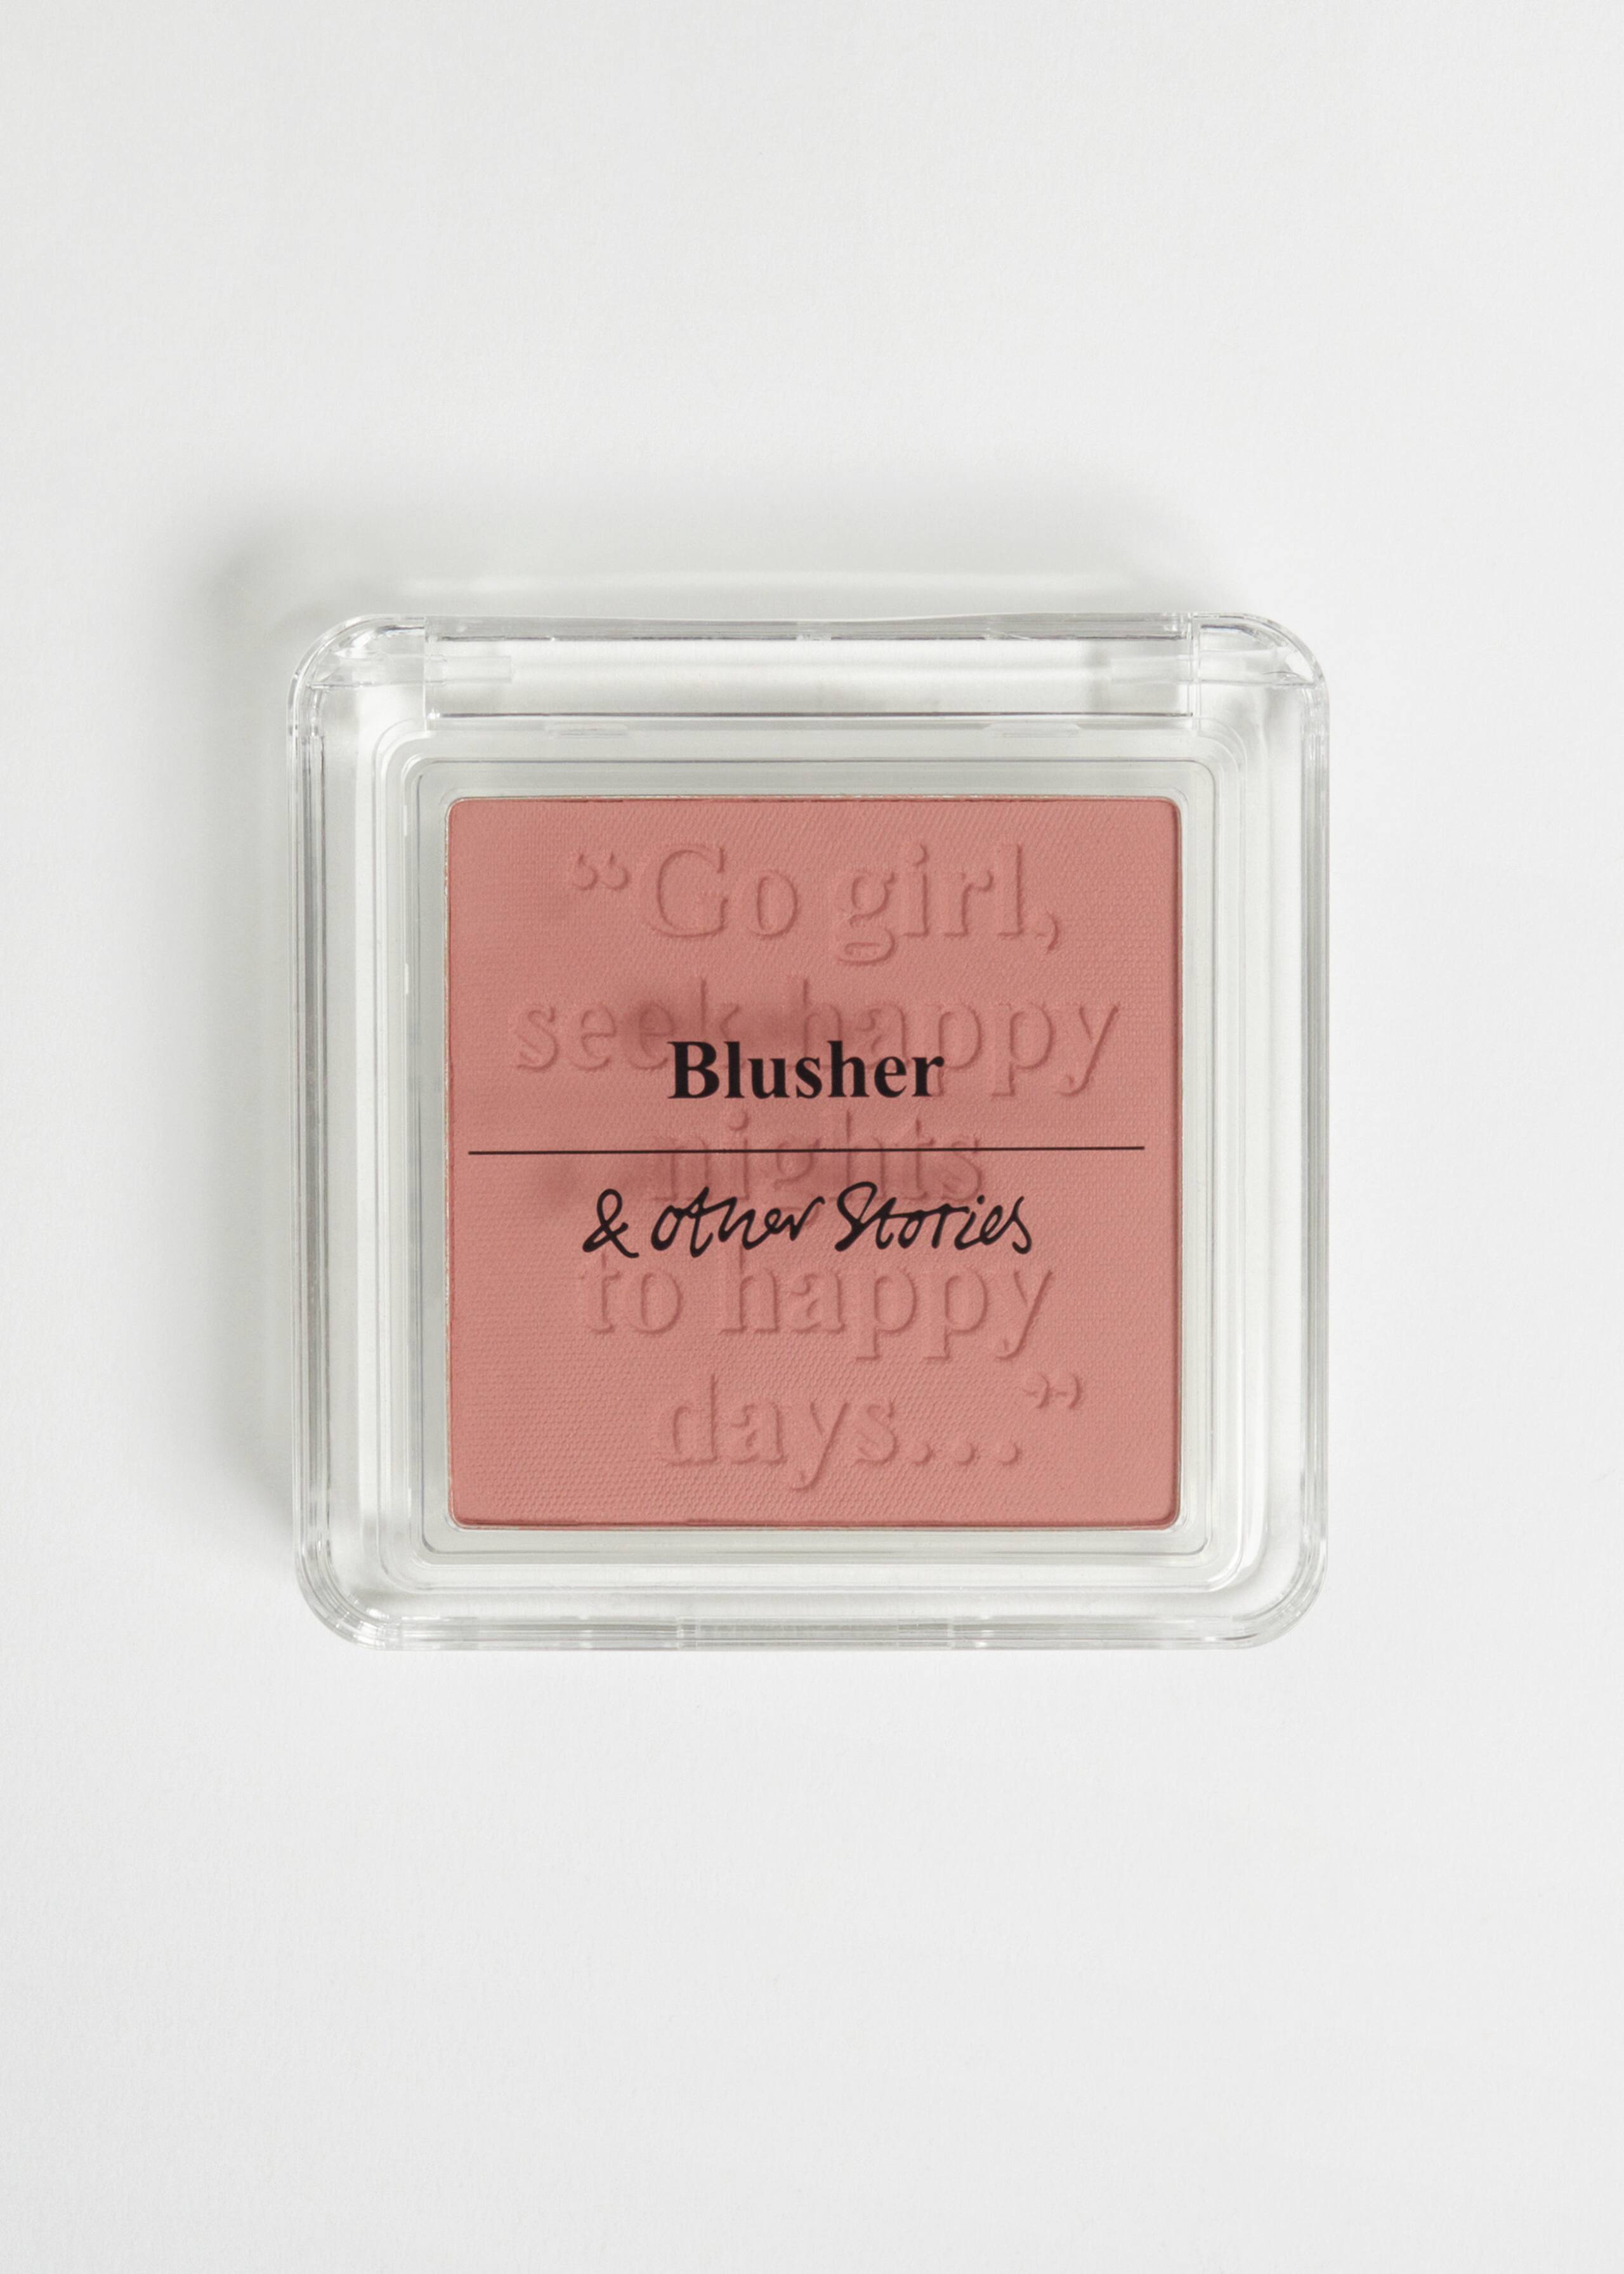 “Go girl,
seek happy
Blusher
nights
& other Stories
to happy
days...”